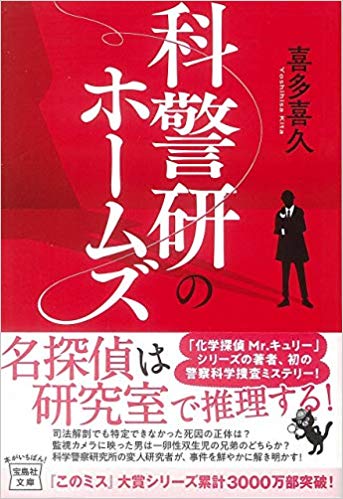 科警研の
ホームズ
喜多喜久
Yoshihisa Kita
「化学探偵Mr.キュリー」
シリーズの著者、初の
警察科学捜査ミステリー!
名探偵は
研究室で推理する!
司法解剖でも特定できなかった死因の正体は?
監視カメラに映った男は一卵性双生児の兄弟のどちらか?
科学警察研究所の変人研究者が、事件を鮮やかに解き明かす!
本がいちばん!
宝島社
文庫
『このミス』大賞シリーズ累計3000万部突破!